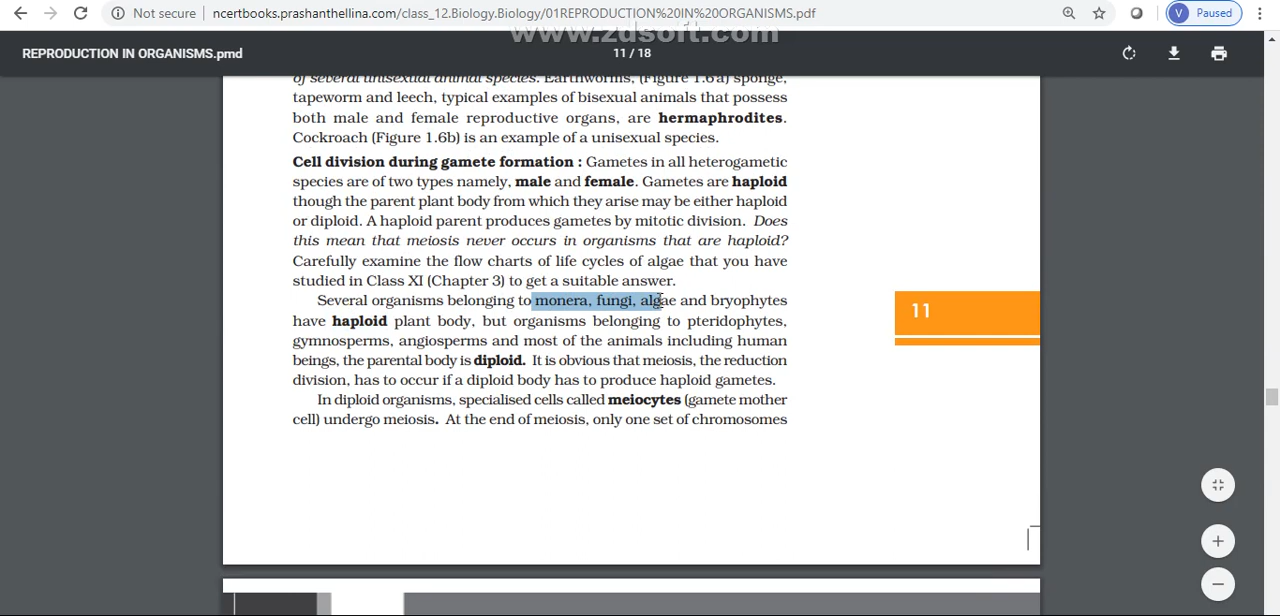 Not secure | ncertbooks.prashanthellina.com/class_12.Biology.Biology/01REPRODUCTION%20IN%20ORGANISMS.pdf
V Paused
www.zdsoft.com
REPRODUCTION IN ORGANISMS.pmd
11 / 18
of several unisexual animal species. Earthworms, (Figure 1.6a) sponge,
tapeworm and leech, typical examples of bisexual animals that possess
both male and female reproductive organs, are hermaphrodites.
Cockroach (Figure 1.6b) is an example of a unisexual species.
Cell division during gamete formation : Gametes in all heterogametic
species are of two types namely, male and female. Gametes are haploid
though the parent plant body from which they arise may be either haploid
or diploid. A haploid parent produces gametes by mitotic division. Does
this mean that meiosis never occurs in organisms that are haploid?
Carefully examine the flow charts of life cycles of algae that you have
studied in Class XI (Chapter 3) to get a suitable answer.
Several organisms belonging to monera, fungi, algae and bryophytes
have haploid plant body, but organisms belonging to pteridophytes,
gymnosperms, angiosperms and most of the animals including human
beings, the parental body is diploid. It is obvious that meiosis, the reduction
division, has to occur if a diploid body has to produce haploid gametes.
In diploid organisms, specialised cells called meiocytes (gamete mother
cell) undergo meiosis. At the end of meiosis, only one set of chromosomes
11